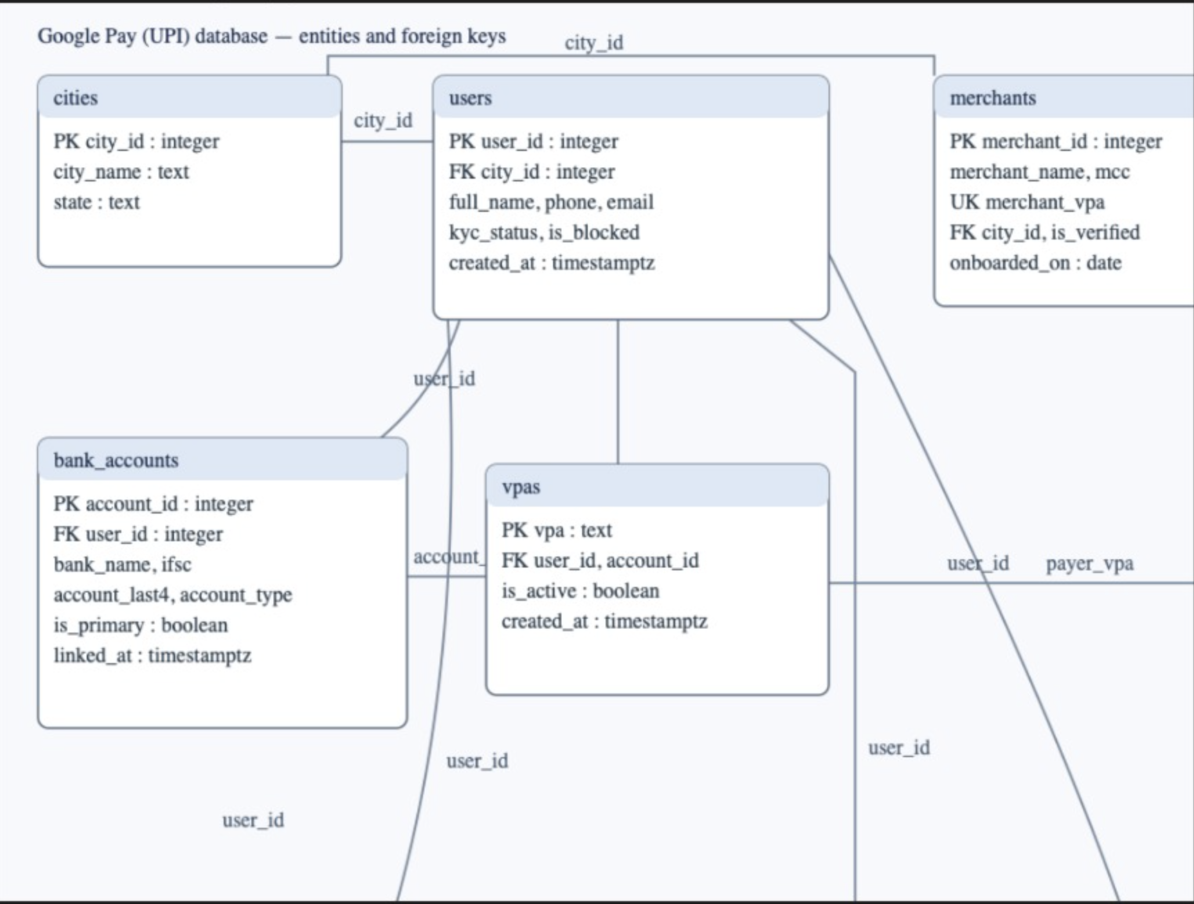 Google Pay (UPI) database — entities and foreign keys
city_id
cities
PK city_id : integer
city_name : text
state : text
city_id
users
PK user_id : integer
FK city_id : integer
full_name, phone, email
kyc_status, is_blocked
created_at : timestamptz
merchants
PK merchant_id : integer
merchant_name, mcc
UK merchant_vpa
FK city_id, is_verified
onboarded_on : date
user_id
bank_accounts
PK account_id : integer
FK user_id : integer
bank_name, ifsc
account_last4, account_type
is_primary : boolean
linked_at : timestamptz
account_
vpas
PK vpa : text
FK user_id, account_id
is_active : boolean
created_at : timestamptz
user_id
payer_vpa
user_id
user_id
user_id